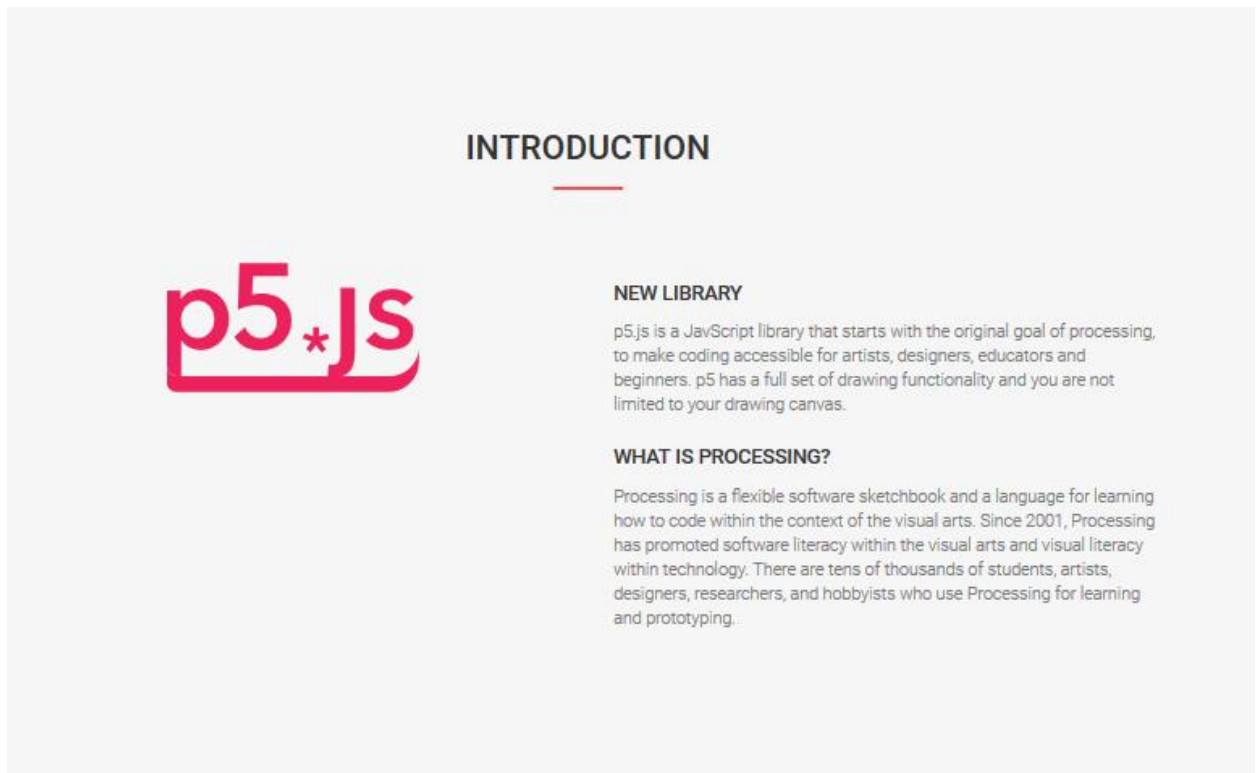 INTRODUCTION
p5*js
NEW LIBRARY
p5.js is a JavScript library that starts with the original goal of processing,
to make coding accessible for artists, designers, educators and
beginners. p5 has a full set of drawing functionality and you are not
limited to your drawing canvas.
WHAT IS PROCESSING?
Processing is a flexible software sketchbook and a language for learning
how to code within the context of the visual arts. Since 2001, Processing
has promoted software literacy within the visual arts and visual literacy
within technology. There are tens of thousands of students, artists,
designers, researchers, and hobbyists who use Processing for learning
and prototyping.